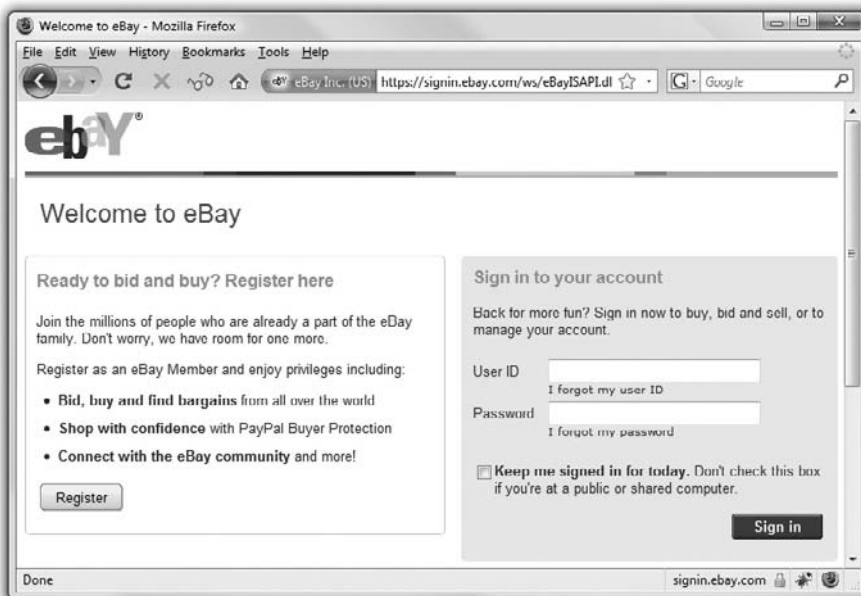 Welcome to eBay - Mozilla Firefox
File Edit View History Bookmarks Tools Help
ebY eBay Inc. (US) https://signin.ebay.com/ws/eBayISAPI.dl G Google
ebaY®
Welcome to eBay
Ready to bid and buy? Register here
Join the millions of people who are already a part of the eBay
family. Don't worry, we have room for one more.
Register as an eBay Member and enjoy privileges including:
• Bid, buy and find bargains from all over the world
• Shop with confidence with PayPal Buyer Protection
• Connect with the eBay community and more!
Register
Sign in to your account
Back for more fun? Sign in now to buy, bid and sell, or to
manage your account.
User ID
I forgot my user ID
Password
I forgot my password
Keep me signed in for today. Don't check this box
if you're at a public or shared computer.
Sign in
Done signin.ebay.com